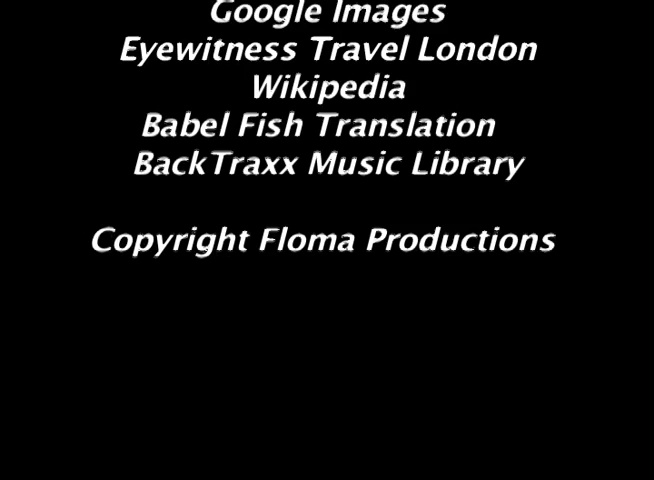 Google Images
Eyewitness Travel London
Wikipedia
Babel Fish Translation
BackTraxx Music Library
Copyright Floma Productions